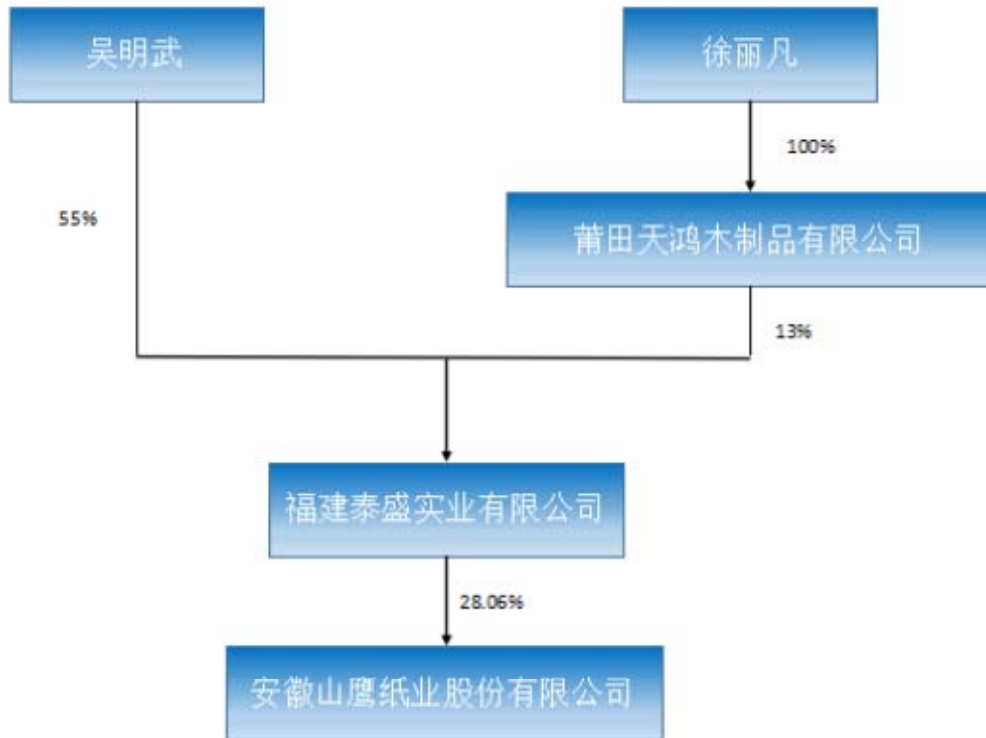 吴明武
徐丽凡
100%
55%
莆田天鸿木制品有限公司
13%
福建泰盛实业有限公司
28.06%
安徽山鹰纸业股份有限公司